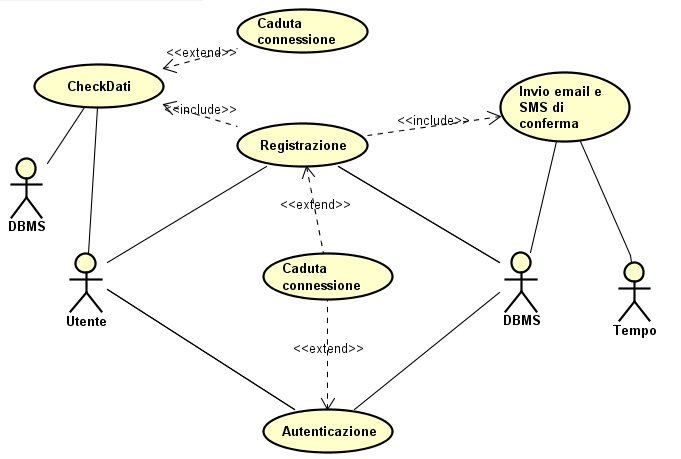 Caduta
connessione
<<extend>>
CheckDati
Invio email e
SMS di
conferma
<<include>>
<<include>>
Registrazione
<<extend>>
DBMS
Caduta
connessione
Utente
DBMS
Tempo
<<extend>>
Autenticazione